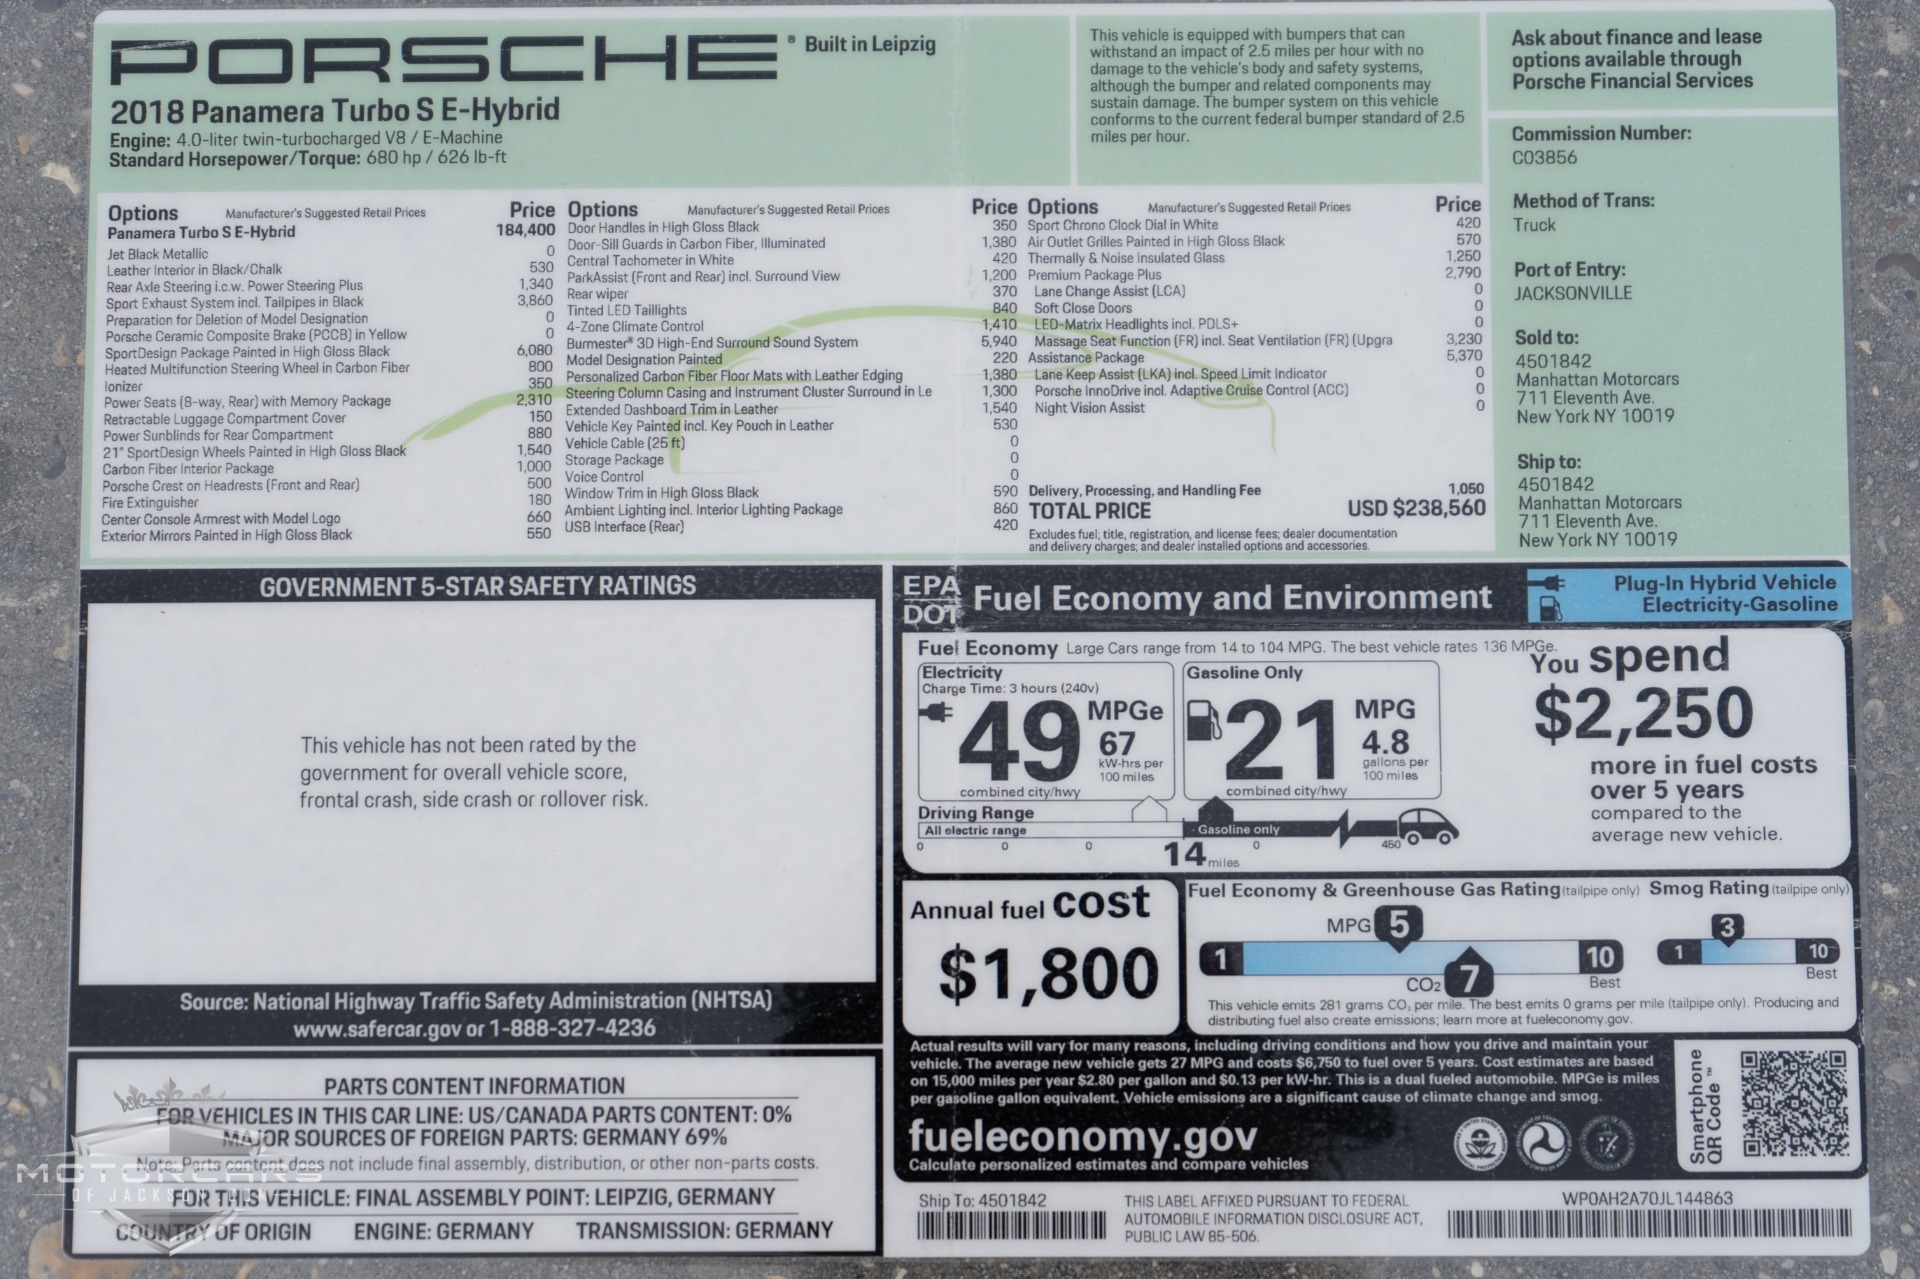 PORSCHE® Built in Leipzig
2018 Panamera Turbo S E-Hybrid
Engine: 4.0-liter twin-turbocharged V8 / E-Machine
Standard Horsepower/Torque: 680 hp / 626 lb-ft
This vehicle is equipped with bumpers that can
withstand an impact of 2.5 miles per hour with no
damage to the vehicle's body and safety systems,
although the bumper and related components may
sustain damage. The bumper system on this vehicle
conforms to the current federal bumper standard of 2.5
miles per hour.
Ask about finance and lease
options available through
Porsche Financial Services
Commission Number:
C03856
Method of Trans:
Truck
Port of Entry:
JACKSONVILLE
Sold to:
4501842
Manhattan Motorcars
711 Eleventh Ave.
New York NY 10019
Ship to:
4501842
Manhattan Motorcars
711 Eleventh Ave.
New York NY 10019
Options Manufacturer's Suggested Retail Prices Price
Panamera Turbo S E-Hybrid 184,400
Jet Black Metallic 0
Leather Interior in Black/Chalk 530
Rear Axle Steering i.c.w. Power Steering Plus 1,340
Sport Exhaust System incl. Tailpipes in Black 3,860
Preparation for Deletion of Model Designation 0
Porsche Ceramic Composite Brake (PCCB) in Yellow 0
SportDesign Package Painted in High Gloss Black 6,080
Heated Multifunction Steering Wheel in Carbon Fiber 800
Ionizer 350
Power Seats (8-way, Rear) with Memory Package 2,310
Retractable Luggage Compartment Cover 150
Power Sunblinds for Rear Compartment 880
21" SportDesign Wheels Painted in High Gloss Black 1,540
Carbon Fiber Interior Package 1,000
Porsche Crest on Headrests (Front and Rear) 500
Fire Extinguisher 180
Center Console Armrest with Model Logo 660
Exterior Mirrors Painted in High Gloss Black 550
Options Manufacturer's Suggested Retail Prices Price
Door Handles in High Gloss Black 350
Door-Sill Guards in Carbon Fiber, Illuminated 1,380
Central Tachometer in White 420
ParkAssist (Front and Rear) incl. Surround View 1,200
Rear wiper 370
Tinted LED Taillights 840
4-Zone Climate Control 1,410
Burmester® 3D High-End Surround Sound System 5,940
Model Designation Painted 220
Personalized Carbon Fiber Floor Mats with Leather Edging 1,380
Steering Column Casing and Instrument Cluster Surround in Le 1,300
Extended Dashboard Trim in Leather 1,540
Vehicle Key Painted incl. Key Pouch in Leather 530
Vehicle Cable (25 ft) 0
Storage Package 0
Voice Control 0
Window Trim in High Gloss Black 590
Ambient Lighting incl. Interior Lighting Package 860
USB Interface (Rear) 420
Options Manufacturer's Suggested Retail Prices Price
Sport Chrono Clock Dial in White 420
Air Outlet Grilles Painted in High Gloss Black 570
Thermally & Noise Insulated Glass 1,250
Premium Package Plus 2,790
Lane Change Assist (LCA) 0
Soft Close Doors 0
LED-Matrix Headlights incl. PDLS+ 0
Massage Seat Function (FR) incl. Seat Ventilation (FR) (Upgra 3,230
Assistance Package 5,370
Lane Keep Assist (LKA) incl. Speed Limit Indicator 0
Porsche InnoDrive incl. Adaptive Cruise Control (ACC) 0
Night Vision Assist 0
Delivery, Processing, and Handling Fee 1,050
TOTAL PRICE USD $238,560
Excludes fuel; title, registration, and license fees; dealer documentation
and delivery charges; and dealer installed options and accessories.
GOVERNMENT 5-STAR SAFETY RATINGS
This vehicle has not been rated by the
government for overall vehicle score,
frontal crash, side crash or rollover risk.
Source: National Highway Traffic Safety Administration (NHTSA)
www.safercar.gov or 1-888-327-4236
PARTS CONTENT INFORMATION
FOR VEHICLES IN THIS CAR LINE: US/CANADA PARTS CONTENT: 0%
MAJOR SOURCES OF FOREIGN PARTS: GERMANY 69%
Note: Parts content does not include final assembly, distribution, or other non-parts costs.
FOR THIS VEHICLE: FINAL ASSEMBLY POINT: LEIPZIG, GERMANY
COUNTRY OF ORIGIN ENGINE: GERMANY TRANSMISSION: GERMANY
MOTORCARS
OF JACKSON HOLE
EPA
DOT
Fuel Economy and Environment
Plug-In Hybrid Vehicle
Electricity-Gasoline
Fuel Economy Large Cars range from 14 to 104 MPG. The best vehicle rates 136 MPGe.
Electricity
Charge Time: 3 hours (240v)
49 MPGe
67
kW-hrs per
100 miles
combined city/hwy
Gasoline Only
21 MPG
4.8
gallons per
100 miles
combined city/hwy
You spend
$2,250
more in fuel costs
over 5 years
compared to the
average new vehicle.
Driving Range
All electric range Gasoline only
0 0 0 14 miles 0 450
Annual fuel cost
$1,800
Fuel Economy & Greenhouse Gas Rating (tailpipe only)
MPG 5
1 10
CO₂ 7 Best
Smog Rating (tailpipe only)
3
1 10
Best
This vehicle emits 281 grams CO₂ per mile. The best emits 0 grams per mile (tailpipe only). Producing and
distributing fuel also create emissions; learn more at fueleconomy.gov.
Actual results will vary for many reasons, including driving conditions and how you drive and maintain your
vehicle. The average new vehicle gets 27 MPG and costs $6,750 to fuel over 5 years. Cost estimates are based
on 15,000 miles per year $2.80 per gallon and $0.13 per kW-hr. This is a dual fueled automobile. MPGe is miles
per gasoline gallon equivalent. Vehicle emissions are a significant cause of climate change and smog.
fueleconomy.gov
Calculate personalized estimates and compare vehicles
Smartphone
QR Code™
Ship To: 4501842
THIS LABEL AFFIXED PURSUANT TO FEDERAL
AUTOMOBILE INFORMATION DISCLOSURE ACT,
PUBLIC LAW 85-506.
WP0AH2A70JL144863